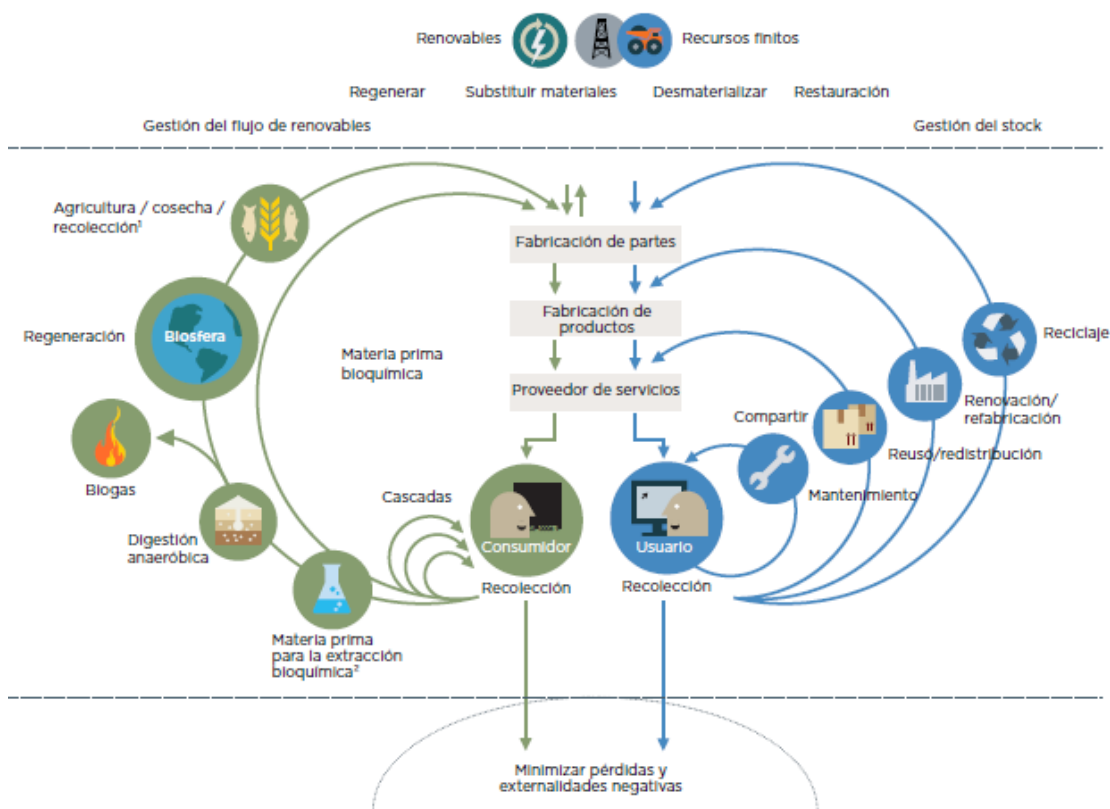 Renovables
Recursos finitos
Regenerar
Substituir materiales
Desmaterializar
Restauración
Gestión del flujo de renovables
Gestión del stock
Agricultura / cosecha /
recolección¹
Fabricación de partes
Regeneración
Biosfera
Fabricación de
productos
Reciclaje
Materia prima
bioquímica
Proveedor de servicios
Renovación/
refabricación
Compartir
Reuso/redistribución
Biogas
Cascadas
Mantenimiento
Digestión
anaeróbica
Consumidor
Usuario
Recolección
Recolección
Materia prima
para la extracción
bioquímica²
Minimizar pérdidas y
externalidades negativas